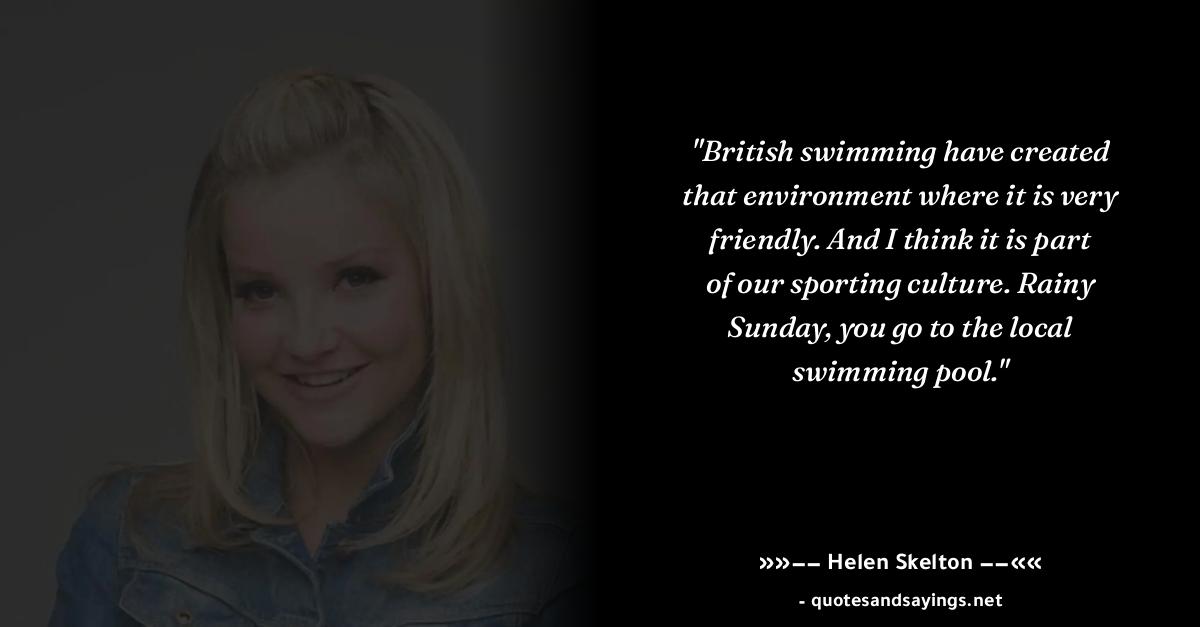 "British swimming have created
that environment where it is very
friendly. And I think it is part
of our sporting culture. Rainy
Sunday, you go to the local
swimming pool."
»»−− Helen Skelton −−««
- quotesandsayings.net